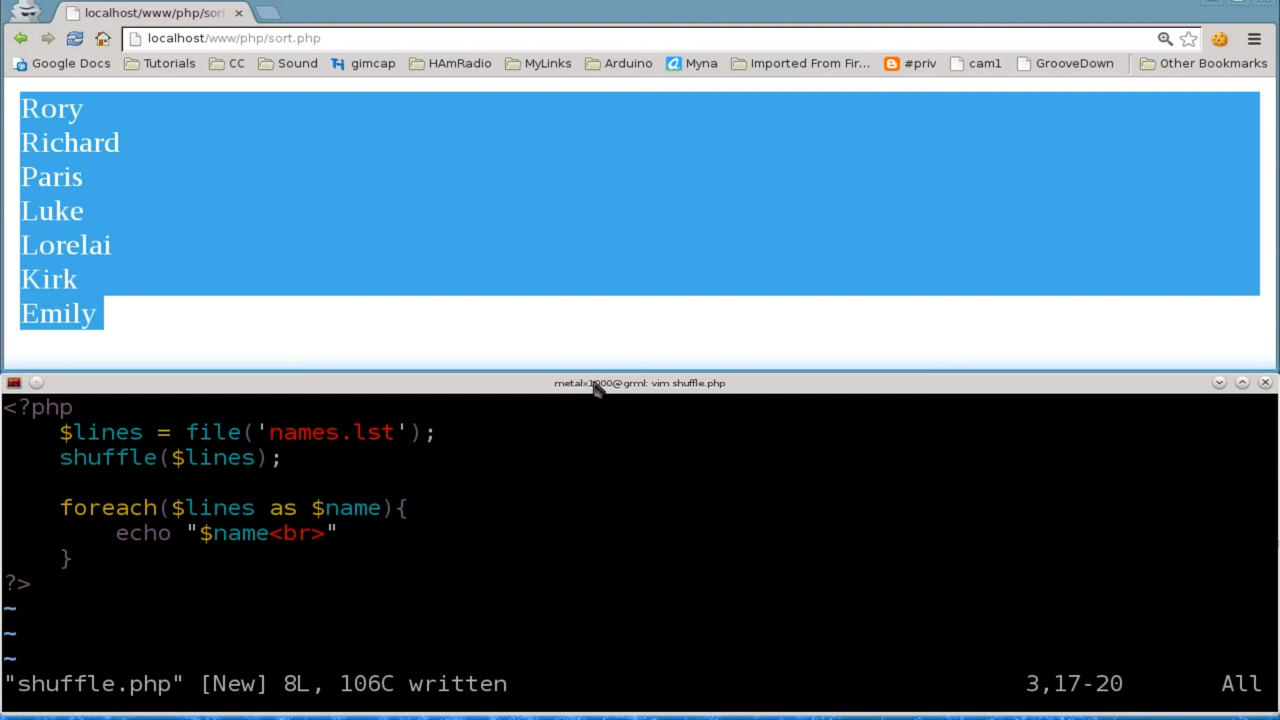 localhost/www/php/sort
localhost/www/php/sort.php
Google Docs Tutorials CC Sound gimcap HAmRadio MyLinks Arduino Myna Imported From Fir... #priv cam1 GrooveDown Other Bookmarks
Rory
Richard
Paris
Luke
Lorelai
Kirk
Emily
metalx1000@grml: vim shuffle.php
<?php
    $lines = file('names.lst');
    shuffle($lines);
    foreach($lines as $name){
        echo "$name<br>"
    }
?>
~
~
~
"shuffle.php" [New] 8L, 106C written 3,17-20 All